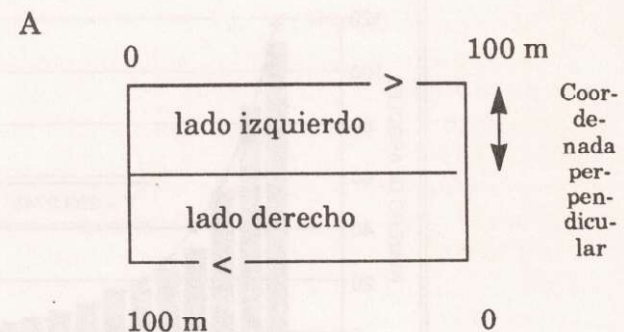 A
0
100 m
lado izquierdo
lado derecho
Coor-
de-
nada
per-
pen-
dicu-
lar
100 m
0